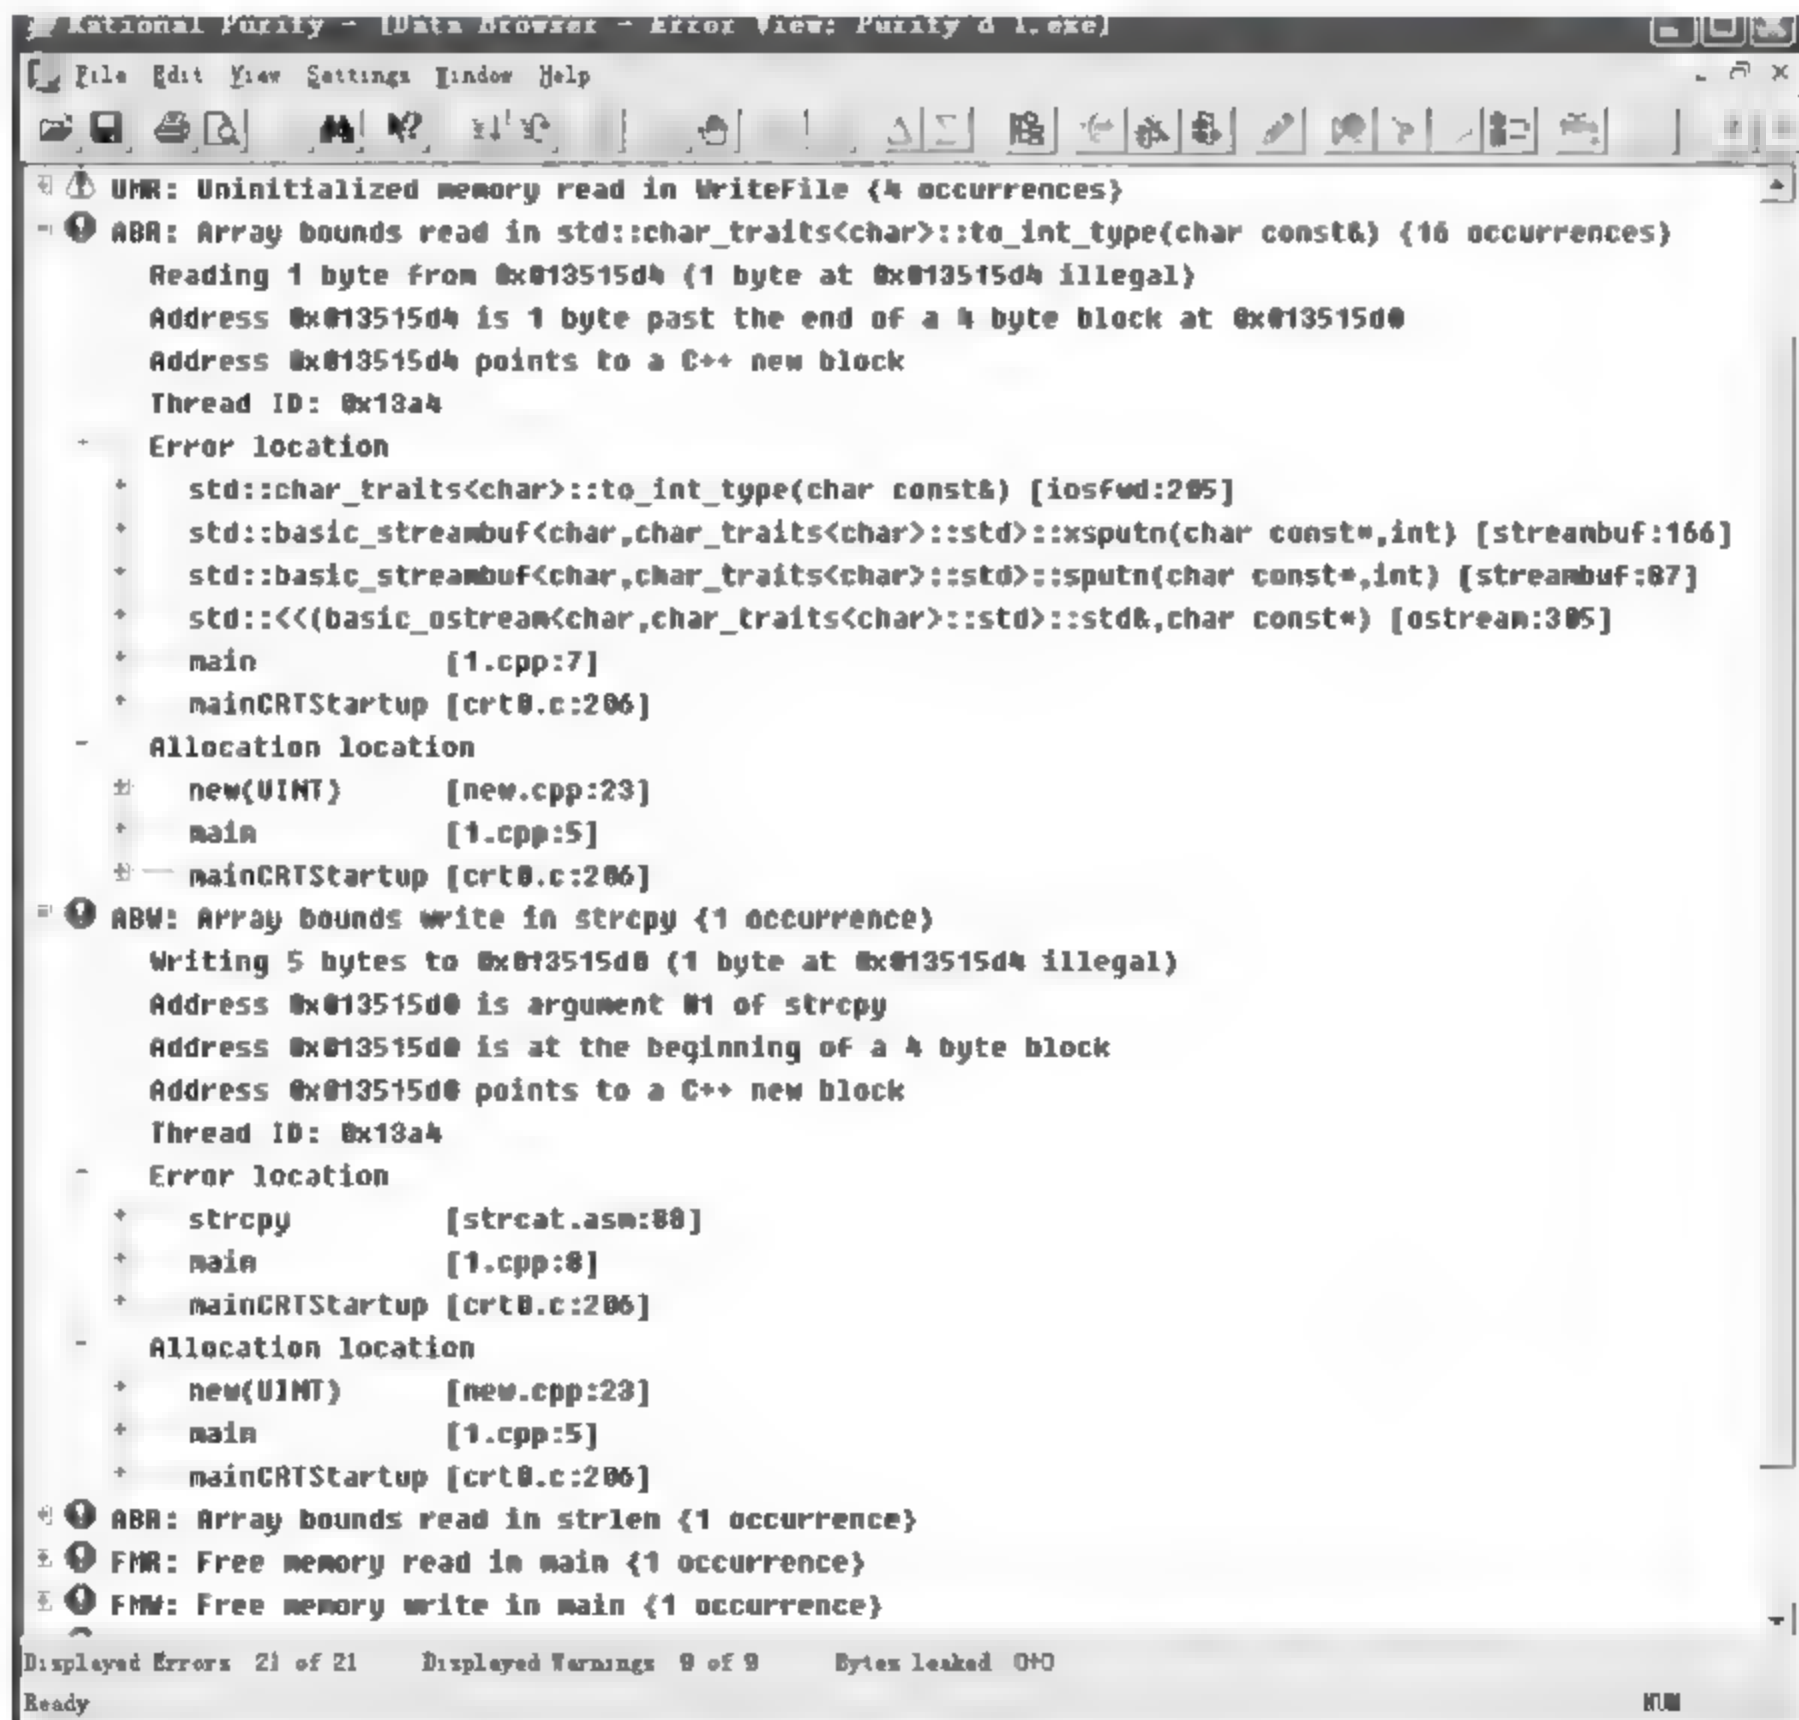 Rational Purify - [Data Browser - Error View: Purify'd 1.exe]
File Edit View Settings Window Help
UMR: Uninitialized memory read in WriteFile {4 occurrences}
ABR: Array bounds read in std::char_traits<char>::to_int_type(char const&) {16 occurrences}
Reading 1 byte from 0x013515d4 (1 byte at 0x013515d4 illegal)
Address 0x013515d4 is 1 byte past the end of a 4 byte block at 0x013515d0
Address 0x013515d4 points to a C++ new block
Thread ID: 0x13a4
Error location
std::char_traits<char>::to_int_type(char const&) [iosfwd:205]
std::basic_streambuf<char,char_traits<char>::std>::xsputn(char const*,int) [streambuf:166]
std::basic_streambuf<char,char_traits<char>::std>::sputn(char const*,int) [streambuf:87]
std::<<(basic_ostream<char,char_traits<char>::std>::std&,char const*) [ostream:305]
main [1.cpp:7]
mainCRTStartup [crt0.c:206]
Allocation location
new(UINT) [new.cpp:23]
main [1.cpp:5]
mainCRTStartup [crt0.c:206]
ABW: Array bounds write in strcpy {1 occurrence}
Writing 5 bytes to 0x013515d0 (1 byte at 0x013515d4 illegal)
Address 0x013515d0 is argument #1 of strcpy
Address 0x013515d0 is at the beginning of a 4 byte block
Address 0x013515d0 points to a C++ new block
Thread ID: 0x13a4
Error location
strcpy [strcat.asm:88]
main [1.cpp:8]
mainCRTStartup [crt0.c:206]
Allocation location
new(UINT) [new.cpp:23]
main [1.cpp:5]
mainCRTStartup [crt0.c:206]
ABR: Array bounds read in strlen {1 occurrence}
FMR: Free memory read in main {1 occurrence}
FMW: Free memory write in main {1 occurrence}
Displayed Errors 21 of 21 Displayed Warnings 9 of 9 Bytes leaked 0+0
Ready NUM